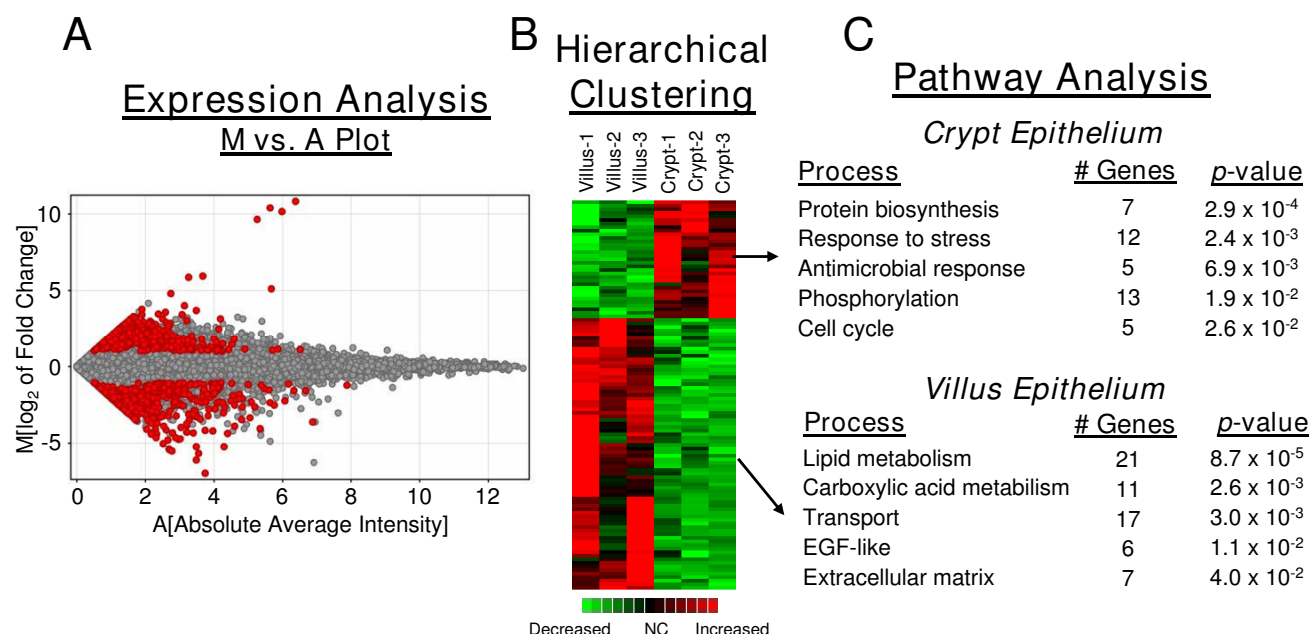 A
Expression Analysis
M vs. A Plot
M[log2 of Fold Change]
10
5
0
-5
0 2 4 6 8 10 12
A[Absolute Average Intensity]
B
Hierarchical
Clustering
Villus-1
Villus-2
Villus-3
Crypt-1
Crypt-2
Crypt-3
Decreased NC Increased
C
Pathway Analysis
Crypt Epithelium
Process # Genes p-value
Protein biosynthesis 7 2.9 x 10-4
Response to stress 12 2.4 x 10-3
Antimicrobial response 5 6.9 x 10-3
Phosphorylation 13 1.9 x 10-2
Cell cycle 5 2.6 x 10-2
Villus Epithelium
Process # Genes p-value
Lipid metabolism 21 8.7 x 10-5
Carboxylic acid metabilism 11 2.6 x 10-3
Transport 17 3.0 x 10-3
EGF-like 6 1.1 x 10-2
Extracellular matrix 7 4.0 x 10-2